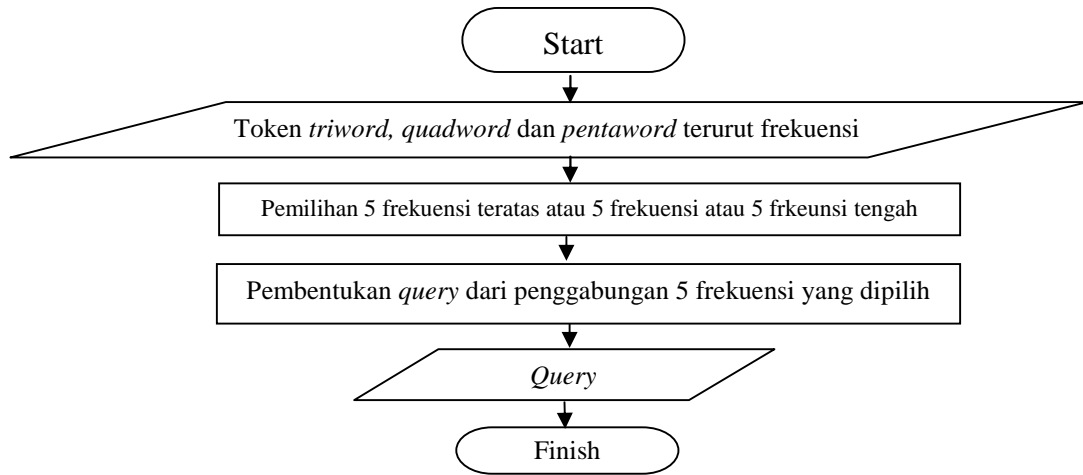 Start
Token triword, quadword dan pentaword terurut frekuensi
Pemilihan 5 frekuensi teratas atau 5 frekuensi atau 5 frkeunsi tengah
Pembentukan query dari penggabungan 5 frekuensi yang dipilih
Query
Finish